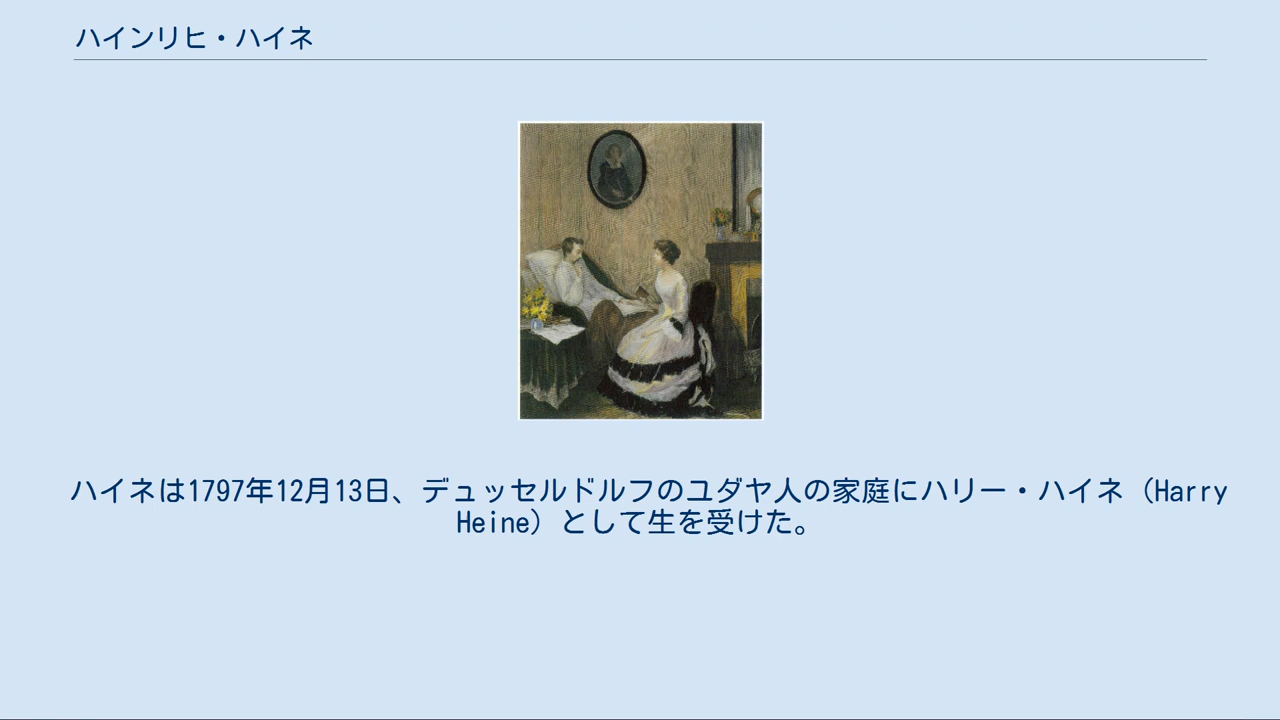 ハインリヒ・ハイネ
ハイネは1797年12月13日、デュッセルドルフのユダヤ人の家庭にハリー・ハイネ（Harry
Heine）として生を受けた。